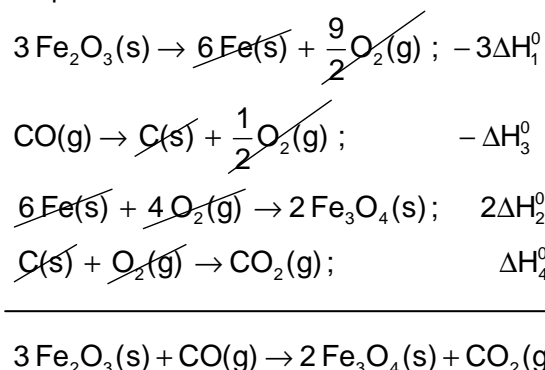 3 Fe₂O₃(s) → 6 Fe(s) + 9/2 O₂(g) ; − 3ΔH₁⁰
CO(g) → C(s) + 1/2 O₂(g) ; − ΔH₃⁰
6 Fe(s) + 4 O₂(g) → 2 Fe₃O₄(s) ; 2ΔH₂⁰
C(s) + O₂(g) → CO₂(g) ; ΔH₄⁰
3 Fe₂O₃(s) + CO(g) → 2 Fe₃O₄(s) + CO₂(g